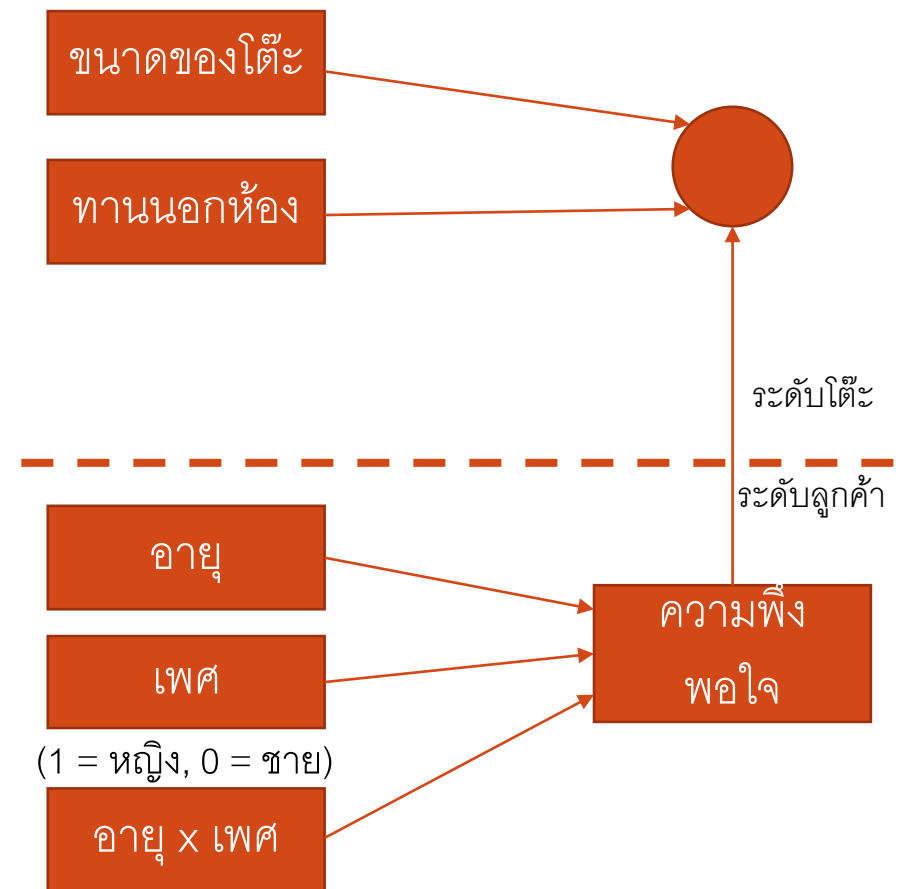 ขนาดของโต๊ะ
ทานนอกห้อง
ระดับโต๊ะ
ระดับลูกค้า
อายุ
ความพึง
พอใจ
เพศ
(1 = หญิง, 0 = ชาย)
อายุ x เพศ